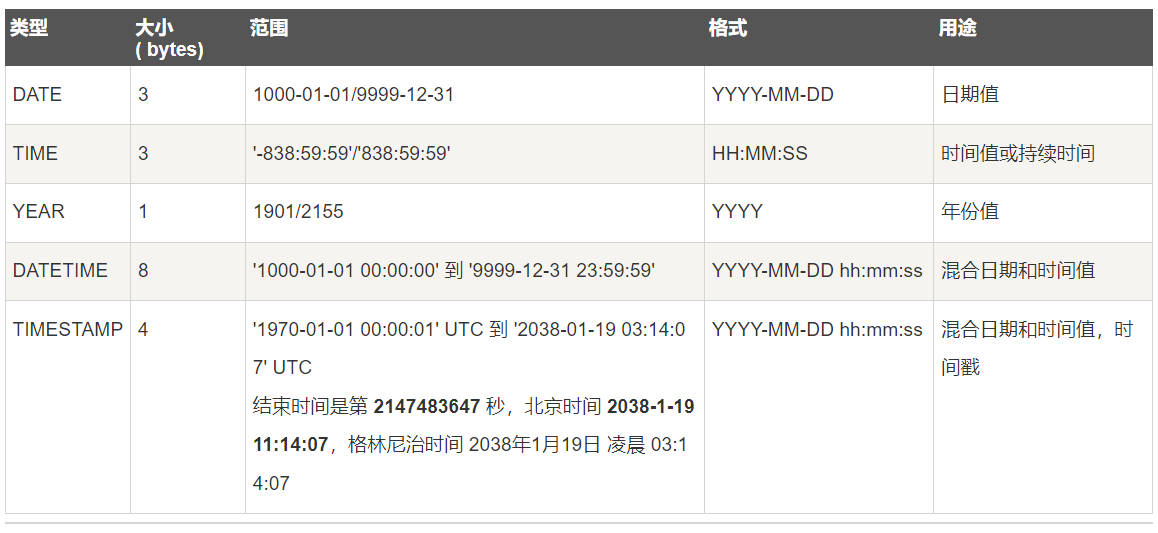 类型 大小 范围 格式 用途
( bytes)
DATE 3 1000-01-01/9999-12-31 YYYY-MM-DD 日期值
TIME 3 '-838:59:59'/'838:59:59' HH:MM:SS 时间值或持续时间
YEAR 1 1901/2155 YYYY 年份值
DATETIME 8 '1000-01-01 00:00:00' 到 '9999-12-31 23:59:59' YYYY-MM-DD hh:mm:ss 混合日期和时间值
TIMESTAMP 4 '1970-01-01 00:00:01' UTC 到 '2038-01-19 03:14:0 YYYY-MM-DD hh:mm:ss 混合日期和时间值，时
7' UTC 间戳
结束时间是第 2147483647 秒，北京时间 2038-1-19
11:14:07，格林尼治时间 2038年1月19日 凌晨 03:1
4:07